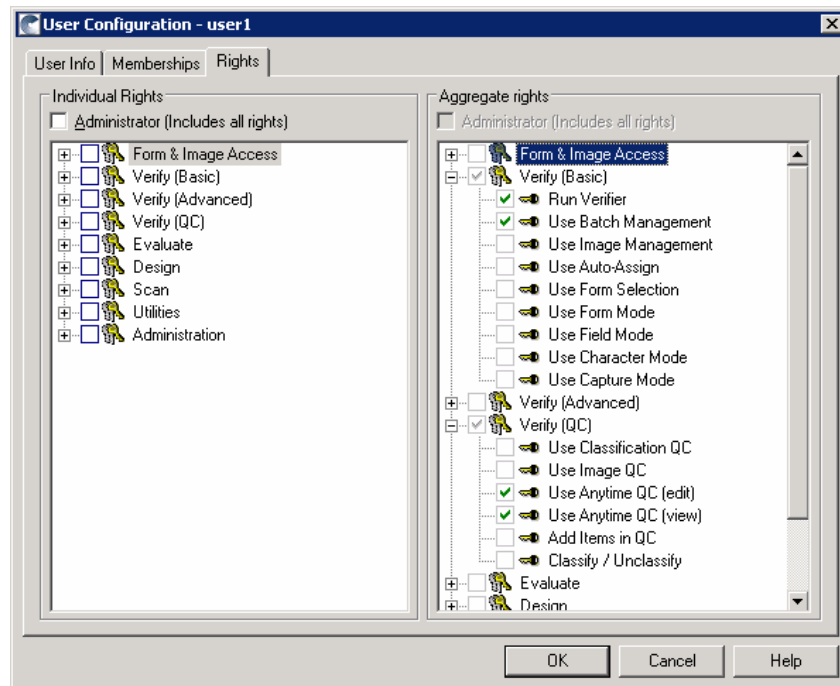 User Configuration - user1
User Info
Memberships
Rights
Individual Rights
Administrator (Includes all rights)
Form & Image Access
Verify (Basic)
Verify (Advanced)
Verify (QC)
Evaluate
Design
Scan
Utilities
Administration
Aggregate rights
Administrator (Includes all rights)
Form & Image Access
Verify (Basic)
Run Verifier
Use Batch Management
Use Image Management
Use Auto-Assign
Use Form Selection
Use Form Mode
Use Field Mode
Use Character Mode
Use Capture Mode
Verify (Advanced)
Verify (QC)
Use Classification QC
Use Image QC
Use Anytime QC (edit)
Use Anytime QC (view)
Add Items in QC
Classify / Unclassify
Evaluate
Design
OK
Cancel
Help